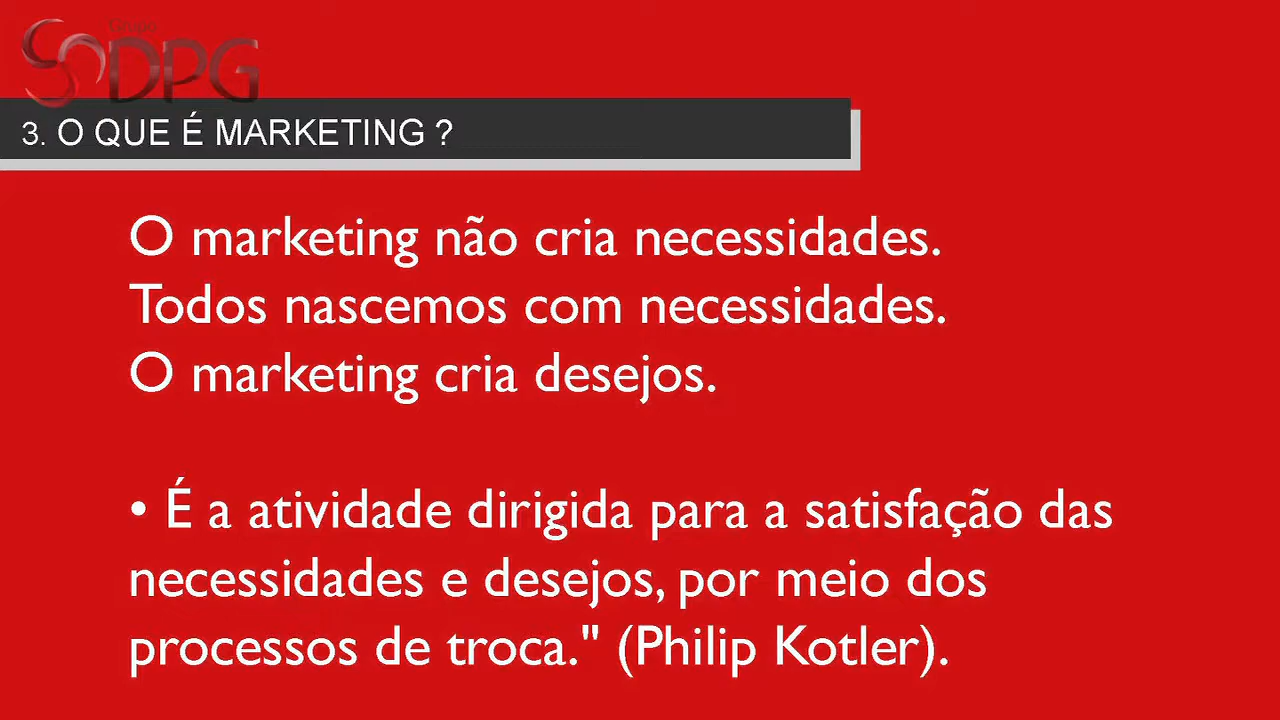 Grupo
DPG
3. O QUE É MARKETING ?
O marketing não cria necessidades.
Todos nascemos com necessidades.
O marketing cria desejos.
• É a atividade dirigida para a satisfação das
necessidades e desejos, por meio dos
processos de troca." (Philip Kotler).